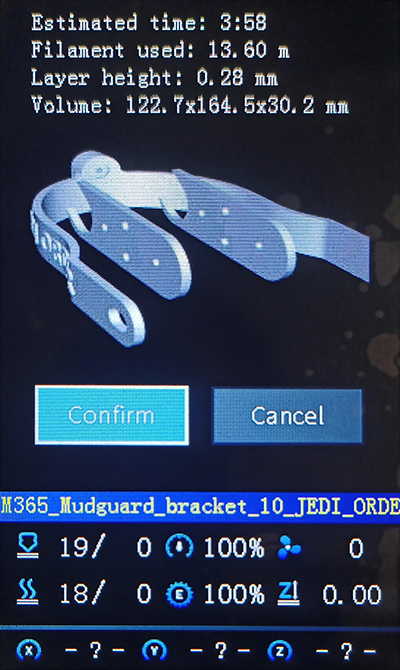 Estimated time: 3:58
Filament used: 13.60 m
Layer height: 0.28 mm
Volume: 122.7x164.5x30.2 mm
Confirm Cancel
M365_Mudguard_bracket_10_JEDI_ORDE
19/ 0 100% 0
18/ 0 E 100% Z 0.00
X - ? - Y - ? - Z - ? -